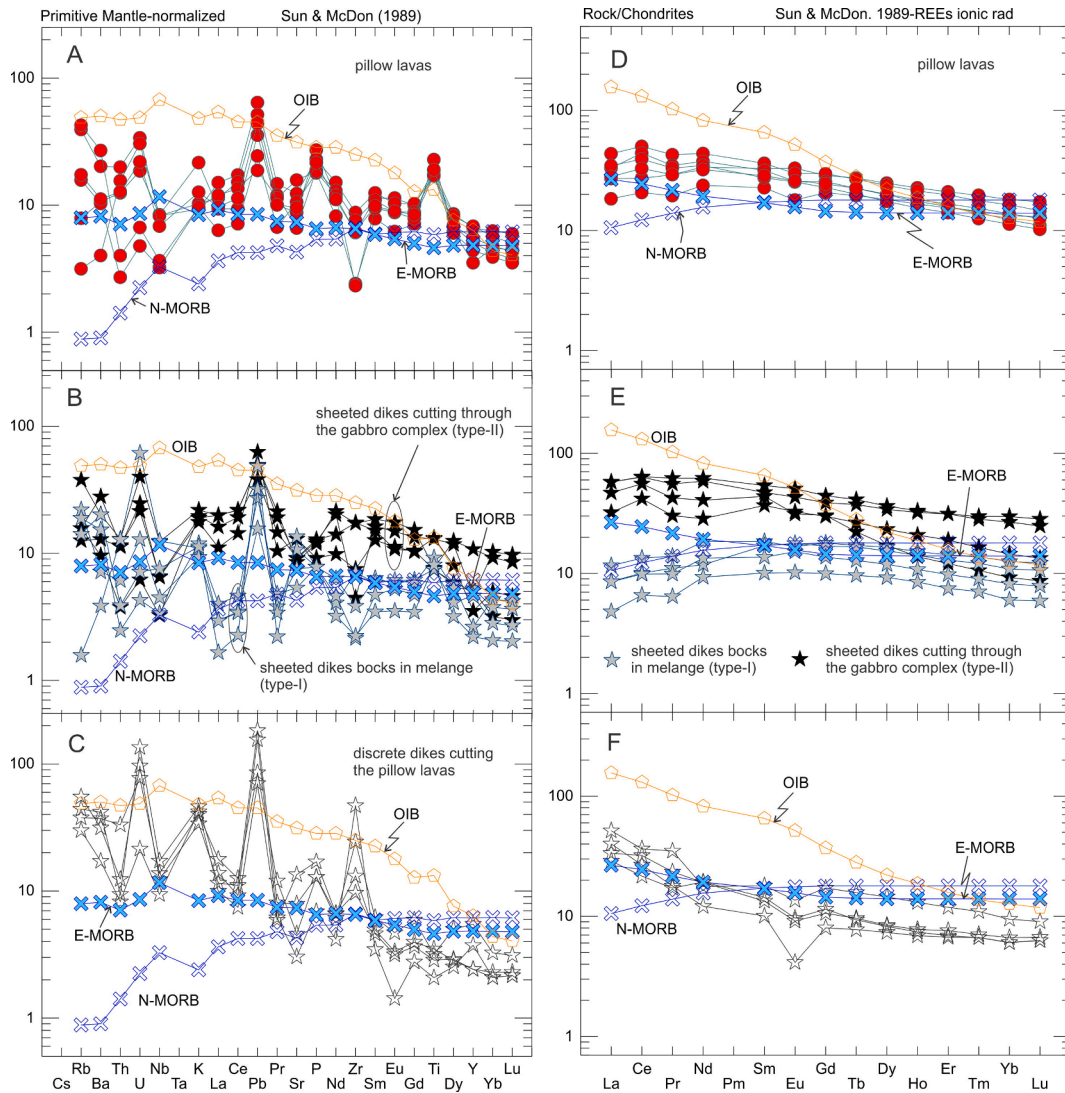 Primitive Mantle-normalized Sun & McDon (1989)
A
pillow lavas
OIB
N-MORB
E-MORB
100
10
1
B
sheeted dikes cutting through
the gabbro complex (type-II)
OIB
E-MORB
N-MORB
sheeted dikes bocks in melange
(type-I)
100
10
1
C
discrete dikes cutting
the pillow lavas
OIB
E-MORB
N-MORB
100
10
1
Rb Th Nb K Ce Pr P Zr Eu Ti Y Lu
Cs Ba U Ta La Pb Sr Nd Sm Gd Dy Yb
Rock/Chondrites Sun & McDon. 1989-REEs ionic rad
D
pillow lavas
OIB
N-MORB
E-MORB
100
10
1
E
OIB
E-MORB
N-MORB
sheeted dikes bocks
in melange (type-I)
sheeted dikes cutting through
the gabbro complex (type-II)
100
10
1
F
OIB
E-MORB
N-MORB
100
10
1
Ce Nd Sm Gd Dy Er Yb
La Pr Pm Eu Tb Ho Tm Lu